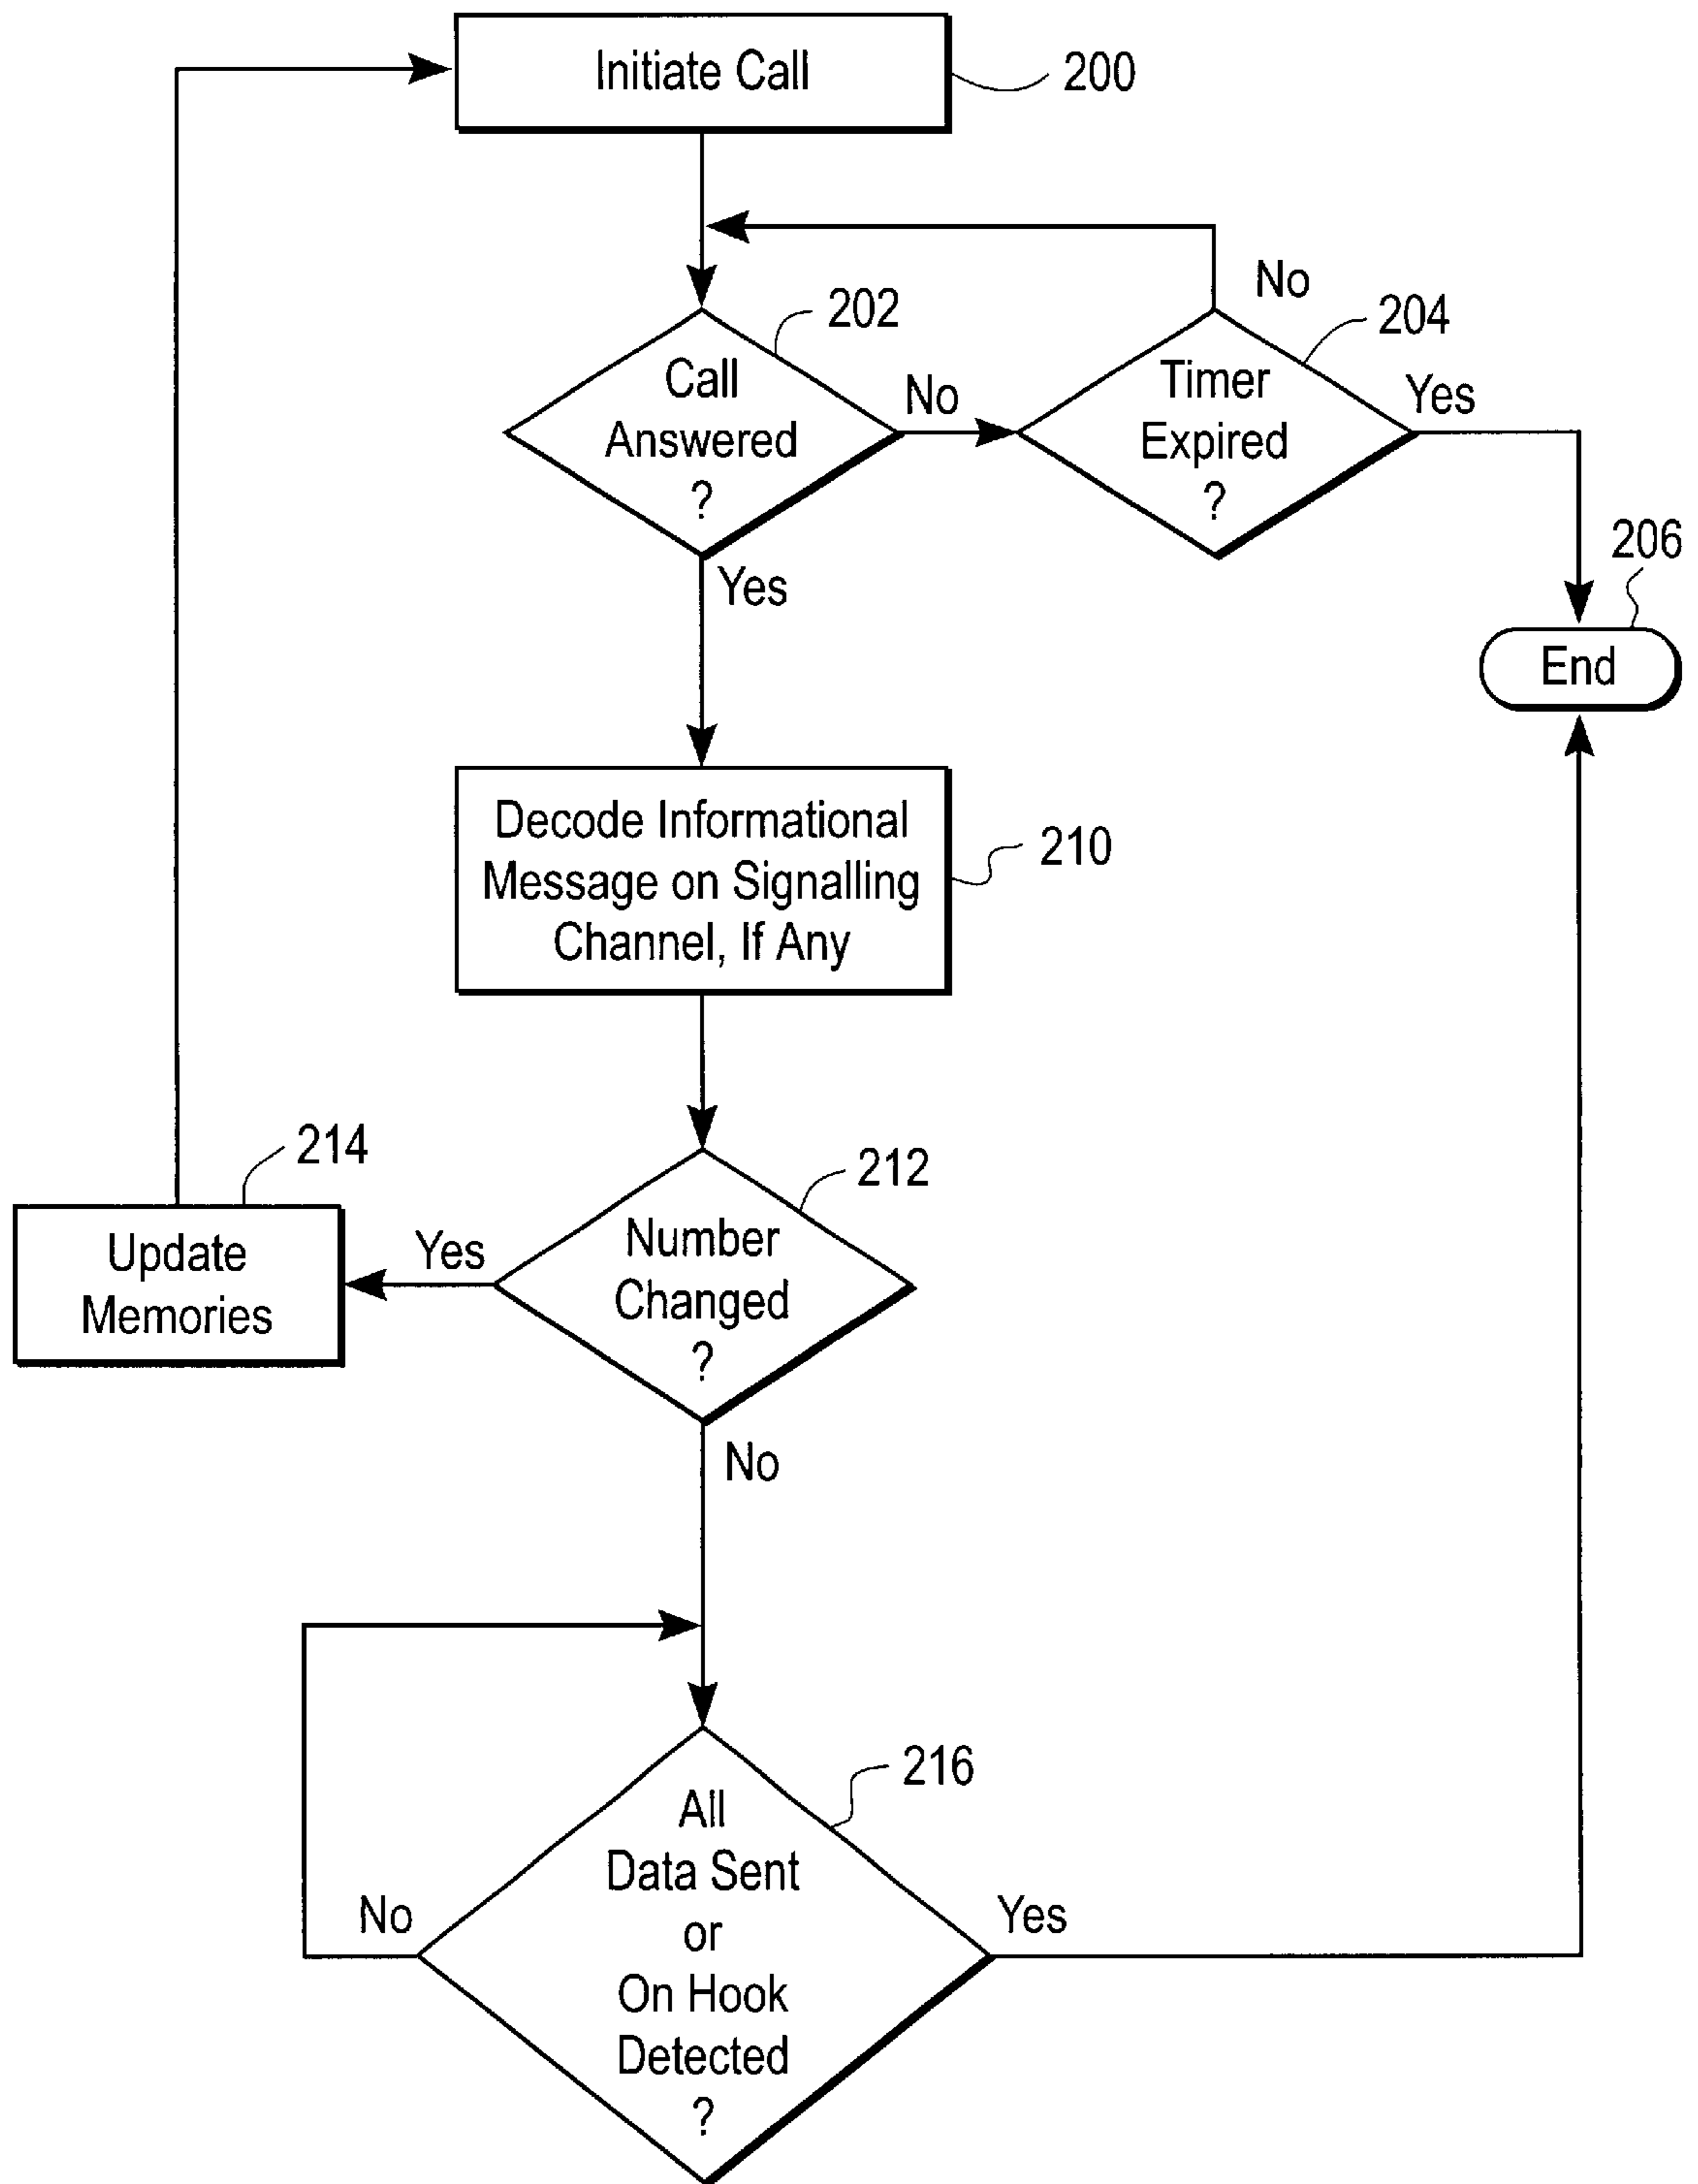 Initiate Call
200
No
202
204
Call
Answered
?
No
Timer
Expired
?
Yes
206
Yes
End
Decode Informational
Message on Signalling
Channel, If Any
210
214
212
Update
Memories
Yes
Number
Changed
?
No
216
All
Data Sent
or
On Hook
Detected
?
No
Yes